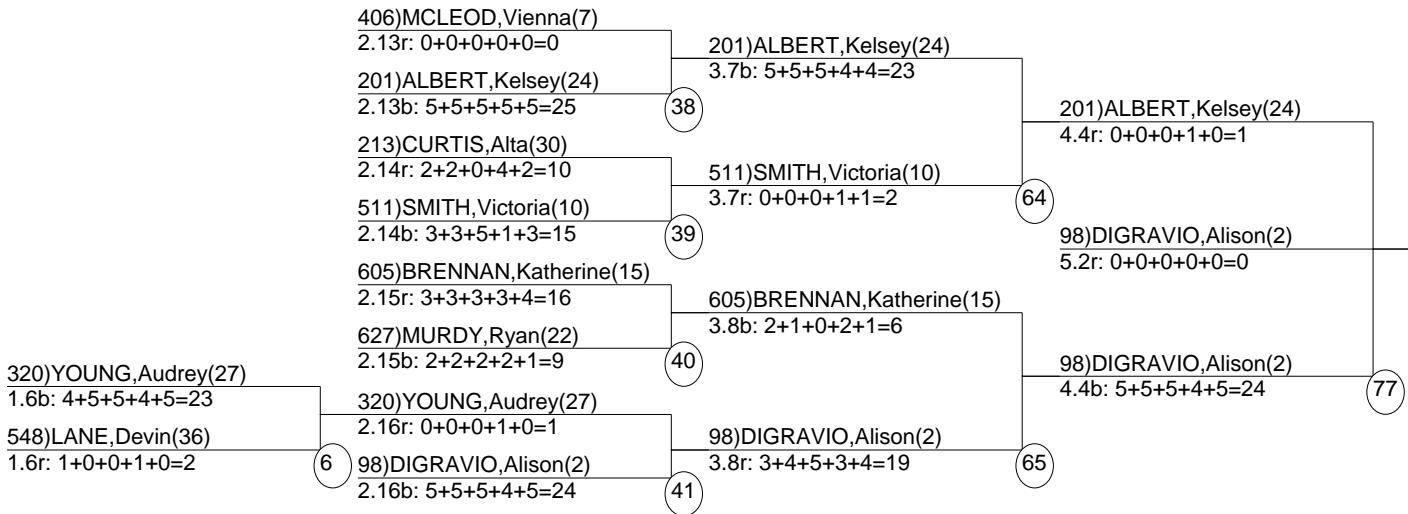 406)MCLEOD,Vienna(7)
2.13r: 0+0+0+0+0=0
201)ALBERT,Kelsey(24)
2.13b: 5+5+5+5+5=25
38
213)CURTIS,Alta(30)
2.14r: 2+2+0+4+2=10
511)SMITH,Victoria(10)
2.14b: 3+3+5+1+3=15
39
605)BRENNAN,Katherine(15)
2.15r: 3+3+3+3+4=16
627)MURDY,Ryan(22)
2.15b: 2+2+2+2+1=9
40
320)YOUNG,Audrey(27)
1.6b: 4+5+5+4+5=23
548)LANE,Devin(36)
1.6r: 1+0+0+1+0=2
6
320)YOUNG,Audrey(27)
2.16r: 0+0+0+1+0=1
98)DIGRAVIO,Alison(2)
2.16b: 5+5+5+4+5=24
41
201)ALBERT,Kelsey(24)
3.7b: 5+5+5+4+4=23
511)SMITH,Victoria(10)
3.7r: 0+0+0+1+1=2
64
605)BRENNAN,Katherine(15)
3.8b: 2+1+0+2+1=6
98)DIGRAVIO,Alison(2)
3.8r: 3+4+5+3+4=19
65
201)ALBERT,Kelsey(24)
4.4r: 0+0+0+1+0=1
98)DIGRAVIO,Alison(2)
5.2r: 0+0+0+0+0=0
98)DIGRAVIO,Alison(2)
4.4b: 5+5+5+4+5=24
77